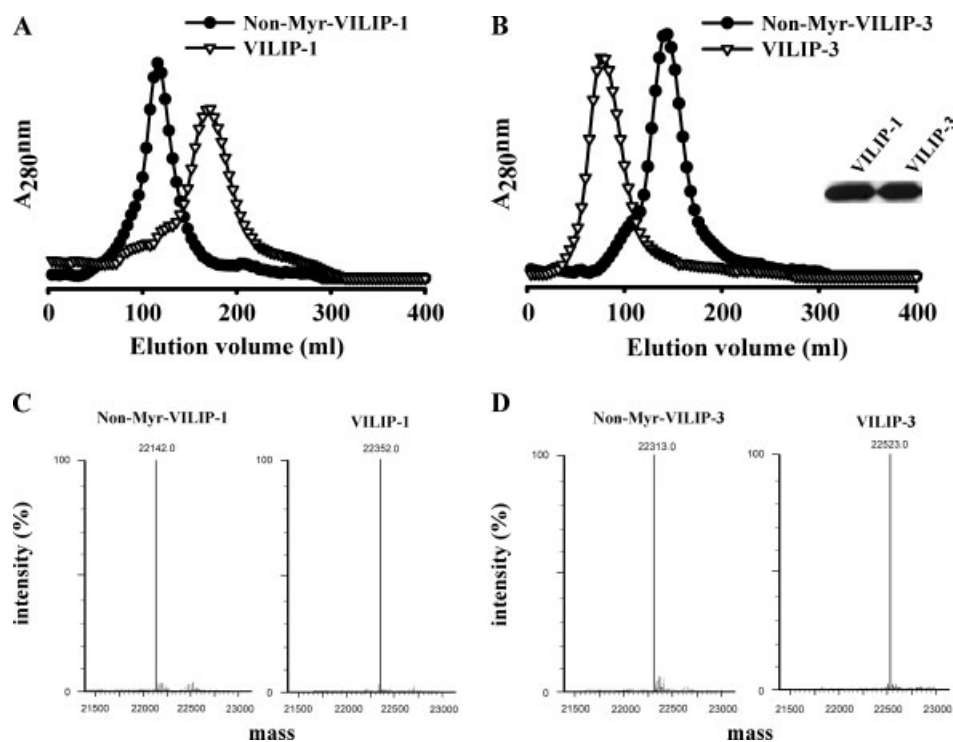 A
Non-Myr-VILIP-1
VILIP-1
A280nm
0 100 200 300 400
Elution volume (ml)
B
Non-Myr-VILIP-3
VILIP-3
VILIP-1
VILIP-3
A280nm
0 100 200 300 400
Elution volume (ml)
C
Non-Myr-VILIP-1
22142.0
100
intensity (%)
0
21500 22000 22500 23000
VILIP-1
22352.0
100
0
21500 22000 22500 23000
mass
D
Non-Myr-VILIP-3
22313.0
100
intensity (%)
0
21500 22000 22500 23000
VILIP-3
22523.0
100
0
21500 22000 22500 23000
mass